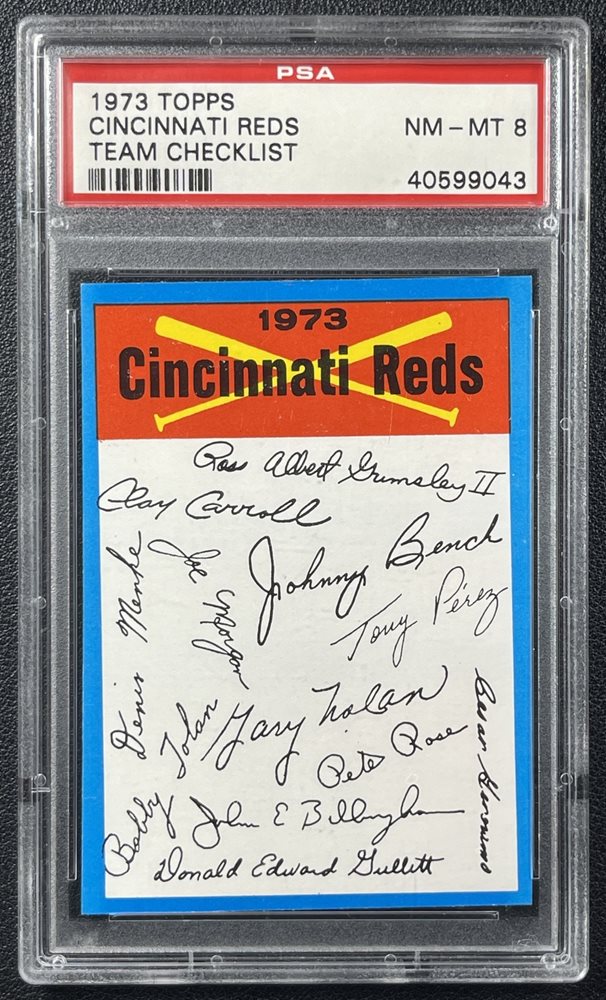 PSA
1973 TOPPS
CINCINNATI REDS NM - MT 8
TEAM CHECKLIST
40599043
1973
Cincinnati Reds
Ross Albert Grimsley II
Clay Carroll
Johnny Bench
Joe Morgan
Denis Menke
Tony Pérez
Gary Nolan
Cesar Geronimo
Bobby Tolan
Pete Rose
John E Billingham
Donald Edward Gullett